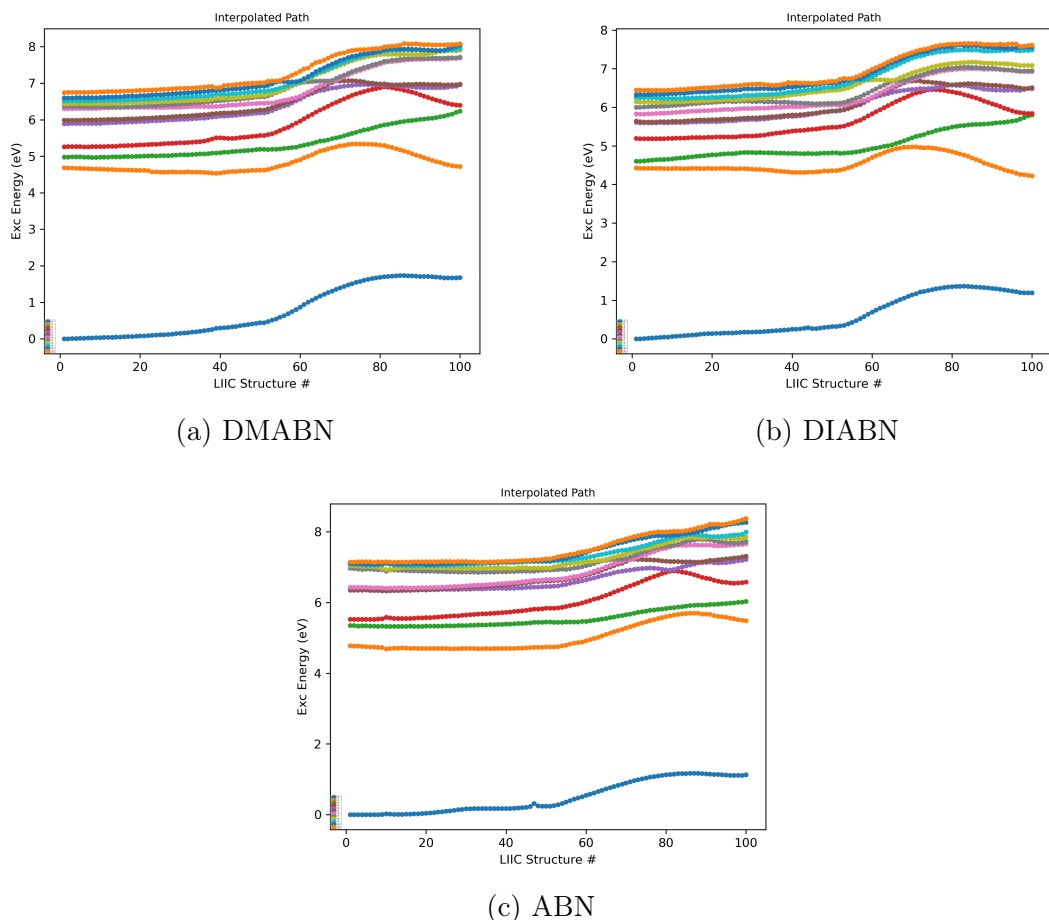 Interpolated Path
Exc Energy (eV)
8
7
6
5
4
3
2
1
0
0 20 40 60 80 100
LIIC Structure #
(a) DMABN
Interpolated Path
Exc Energy (eV)
8
7
6
5
4
3
2
1
0
0 20 40 60 80 100
LIIC Structure #
(b) DIABN
Interpolated Path
Exc Energy (eV)
8
6
4
2
0
0 20 40 60 80 100
LIIC Structure #
(c) ABN